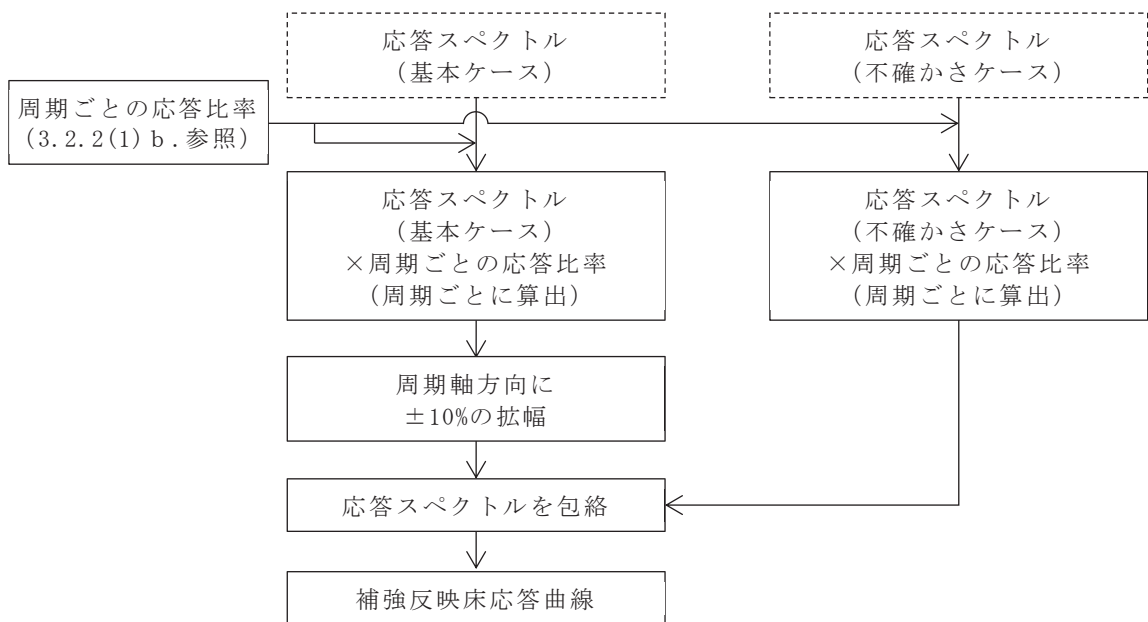 応答スペクトル
(基本ケース)
応答スペクトル
(不確かさケース)
周期ごとの応答比率
(3.2.2(1)b.参照)
応答スペクトル
(基本ケース)
×周期ごとの応答比率
(周期ごとに算出)
応答スペクトル
(不確かさケース)
×周期ごとの応答比率
(周期ごとに算出)
周期軸方向に
±10%の拡幅
応答スペクトルを包絡
補強反映床応答曲線